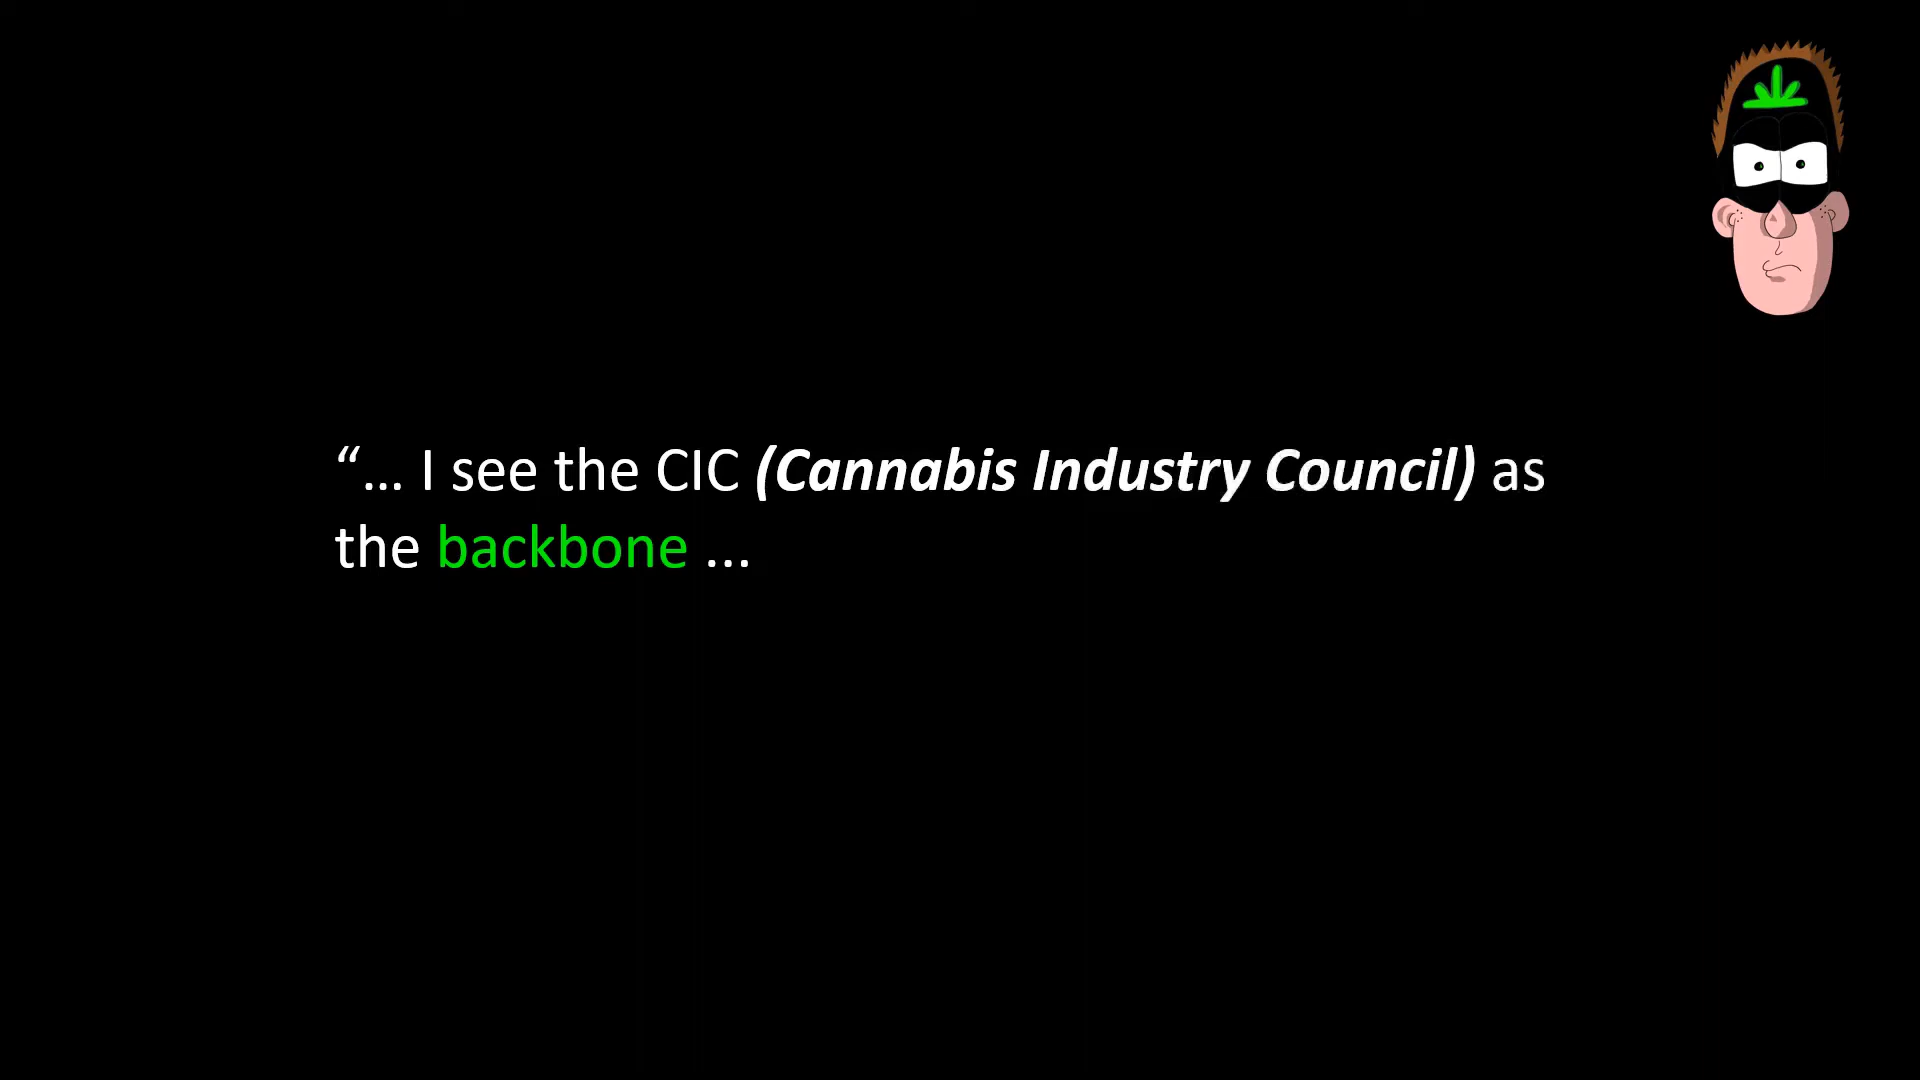 “… I see the CIC (Cannabis Industry Council) as
the backbone ...